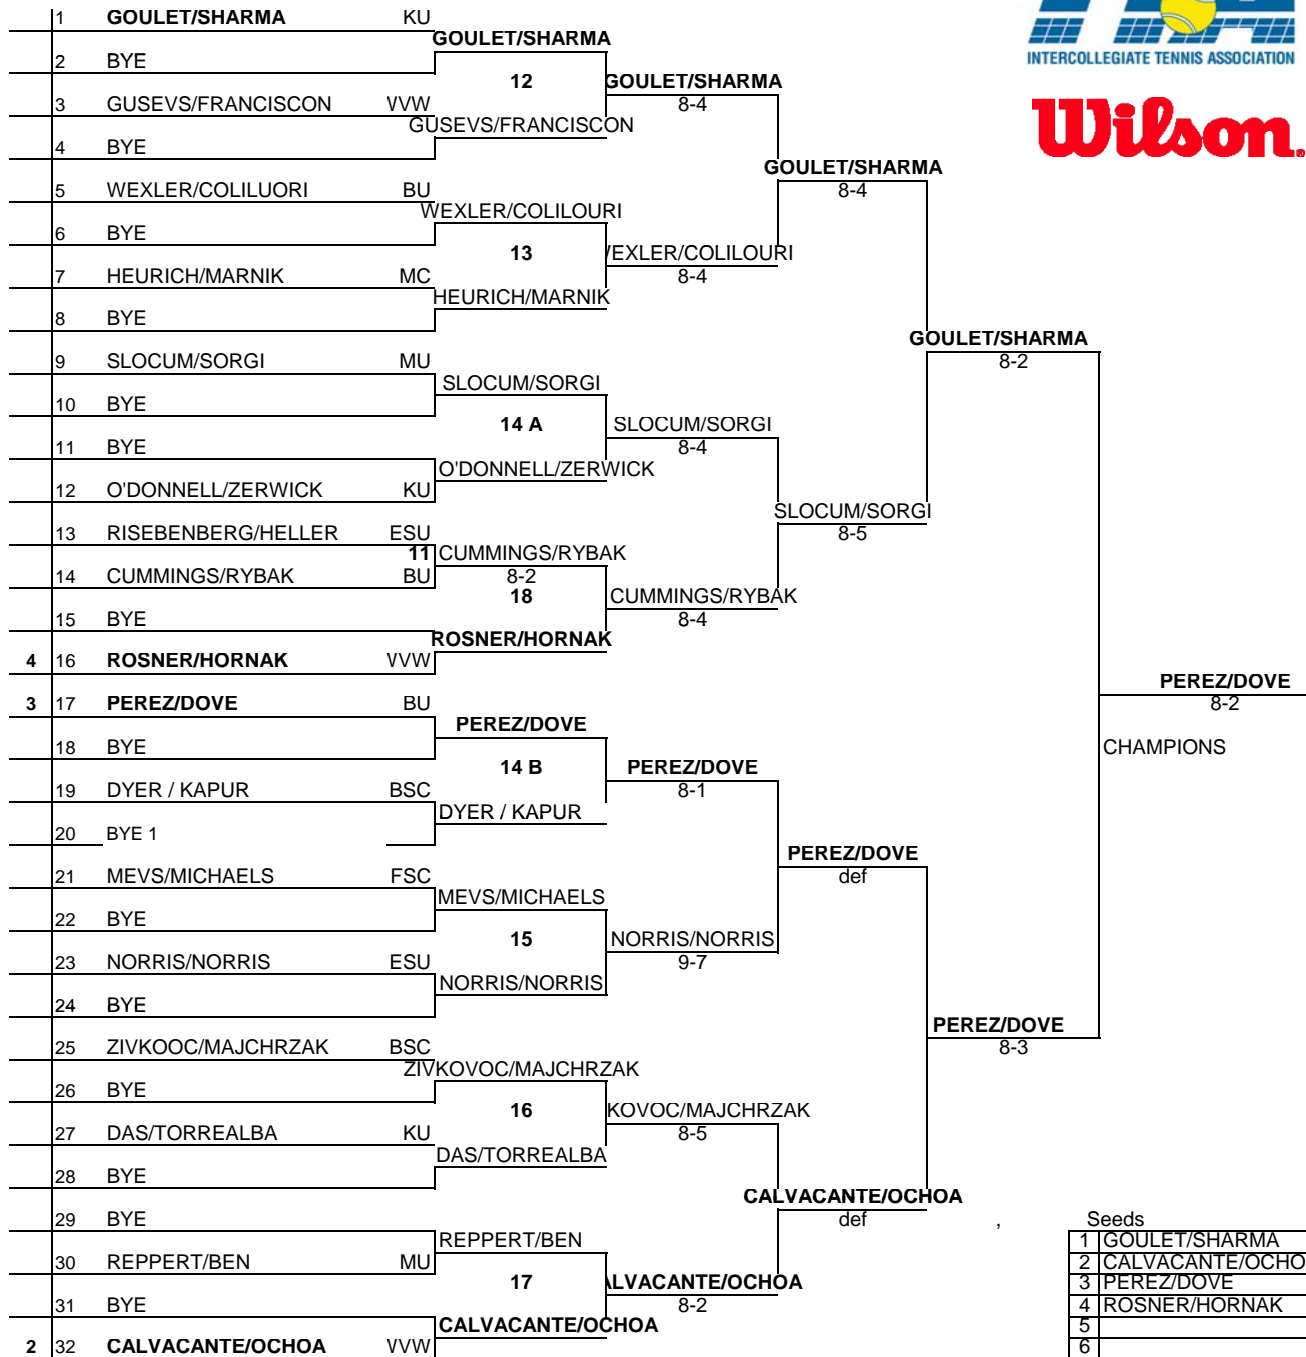 1 GOULET/SHARMA KU
GOULET/SHARMA
2 BYE
12 GOULET/SHARMA
8-4
3 GUSEVS/FRANCISCON WVW
GUSEVS/FRANCISCON
4 BYE
INTERCOLLEGIATE TENNIS ASSOCIATION
Wilson.
GOULET/SHARMA
8-4
5 WEXLER/COLILUORI BU
WEXLER/COLILOURI
6 BYE
13 WEXLER/COLILOURI
8-4
7 HEURICH/MARNIK MC
HEURICH/MARNIK
8 BYE
GOULET/SHARMA
8-2
9 SLOCUM/SORGI MU
SLOCUM/SORGI
10 BYE
14 A SLOCUM/SORGI
8-4
11 BYE
O'DONNELL/ZERWICK
12 O'DONNELL/ZERWICK KU
SLOCUM/SORGI
8-5
13 RISEBENBERG/HELLER ESU
11 CUMMINGS/RYBAK
14 CUMMINGS/RYBAK BU 8-2
18 CUMMINGS/RYBAK
8-4
15 BYE
ROSNER/HORNAK
4 16 ROSNER/HORNAK WVW
PEREZ/DOVE
8-2
CHAMPIONS
3 17 PEREZ/DOVE BU
PEREZ/DOVE
18 BYE
14 B PEREZ/DOVE
8-1
19 DYER / KAPUR BSC
DYER / KAPUR
20 BYE 1
PEREZ/DOVE
def
21 MEVS/MICHAELS FSC
MEVS/MICHAELS
22 BYE
15 NORRIS/NORRIS
9-7
23 NORRIS/NORRIS ESU
NORRIS/NORRIS
24 BYE
PEREZ/DOVE
8-3
25 ZIVKOOC/MAJCHRZAK BSC
ZIVKOVOC/MAJCHRZAK
26 BYE
16 KOVOC/MAJCHRZAK
8-5
27 DAS/TORREALBA KU
DAS/TORREALBA
28 BYE
CALVACANTE/OCHOA
def ,
29 BYE
REPPERT/BEN
30 REPPERT/BEN MU
17 ALVACANTE/OCHOA
8-2
31 BYE
CALVACANTE/OCHOA
2 32 CALVACANTE/OCHOA WVW
Seeds
1 GOULET/SHARMA
2 CALVACANTE/OCHO
3 PEREZ/DOVE
4 ROSNER/HORNAK
5
6